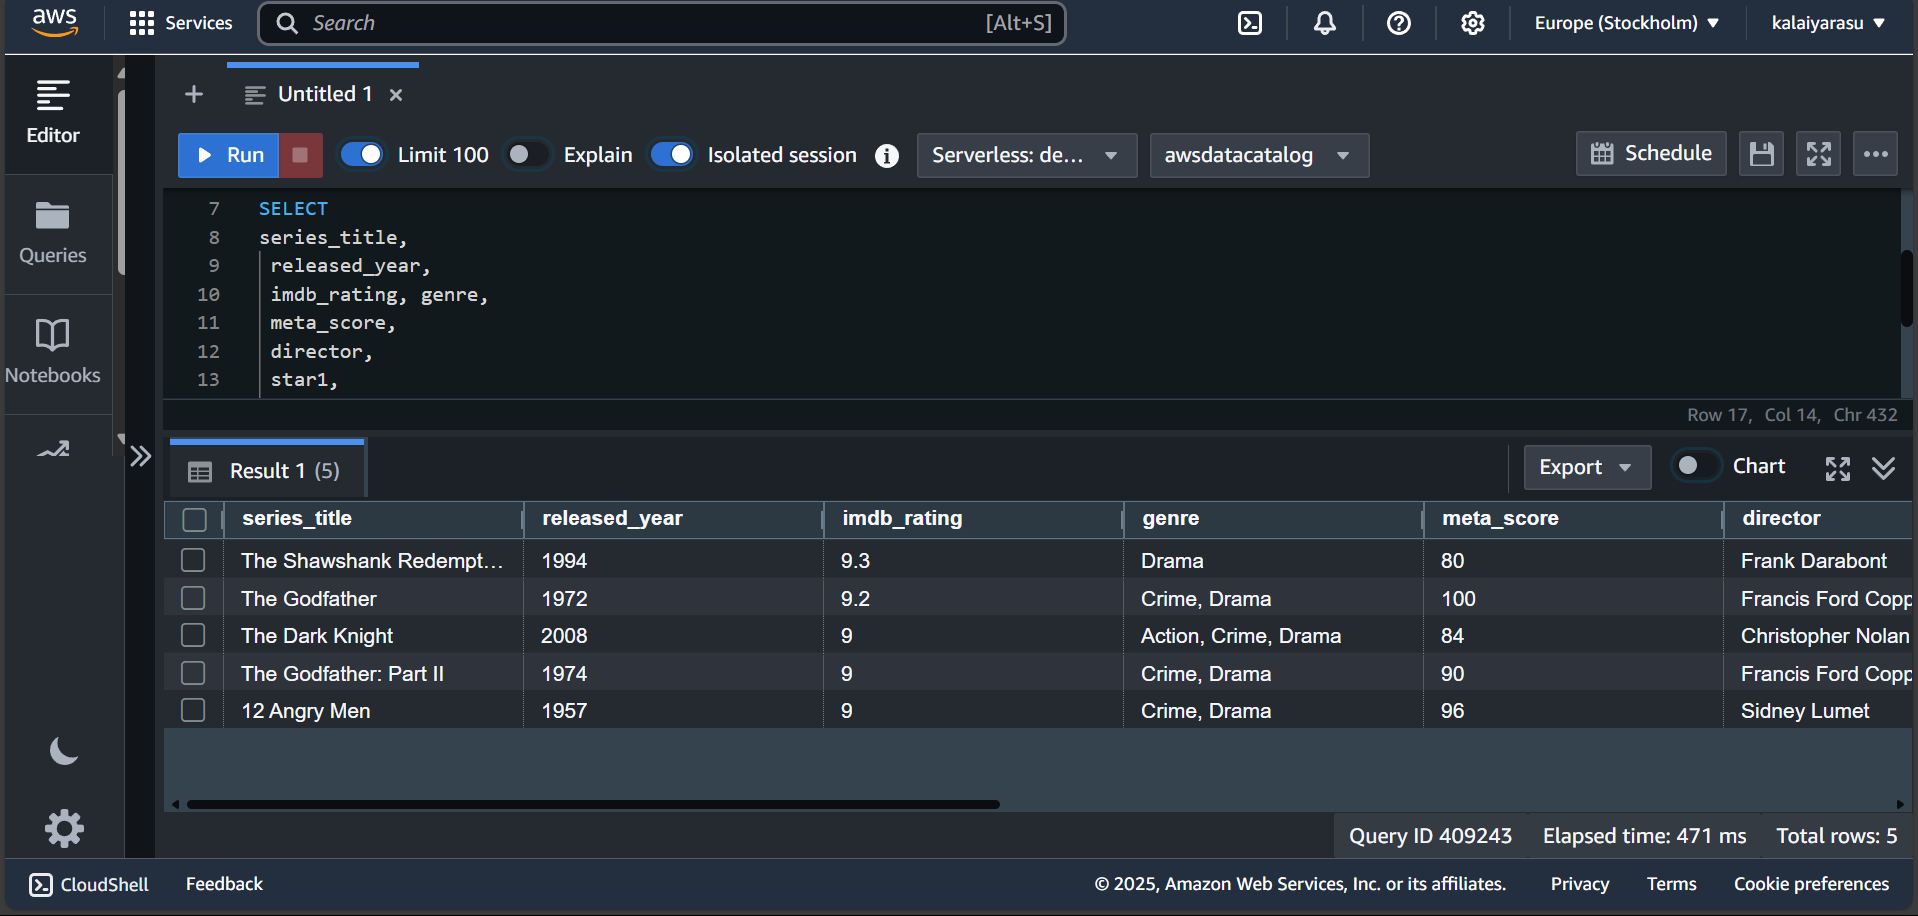 aws
Services
Search
[Alt+S]
Europe (Stockholm)
kalaiyarasu
Editor
Queries
Notebooks
Untitled 1
Run
Limit 100
Explain
Isolated session
Serverless: de...
awsdatacatalog
Schedule
7 SELECT
8 series_title,
9 released_year,
10 imdb_rating, genre,
11 meta_score,
12 director,
13 star1,
Row 17, Col 14, Chr 432
Result 1 (5)
Export
Chart
series_title released_year imdb_rating genre meta_score director
The Shawshank Redempt... 1994 9.3 Drama 80 Frank Darabont
The Godfather 1972 9.2 Crime, Drama 100 Francis Ford Copp
The Dark Knight 2008 9 Action, Crime, Drama 84 Christopher Nolan
The Godfather: Part II 1974 9 Crime, Drama 90 Francis Ford Copp
12 Angry Men 1957 9 Crime, Drama 96 Sidney Lumet
Query ID 409243 Elapsed time: 471 ms Total rows: 5
CloudShell Feedback © 2025, Amazon Web Services, Inc. or its affiliates. Privacy Terms Cookie preferences